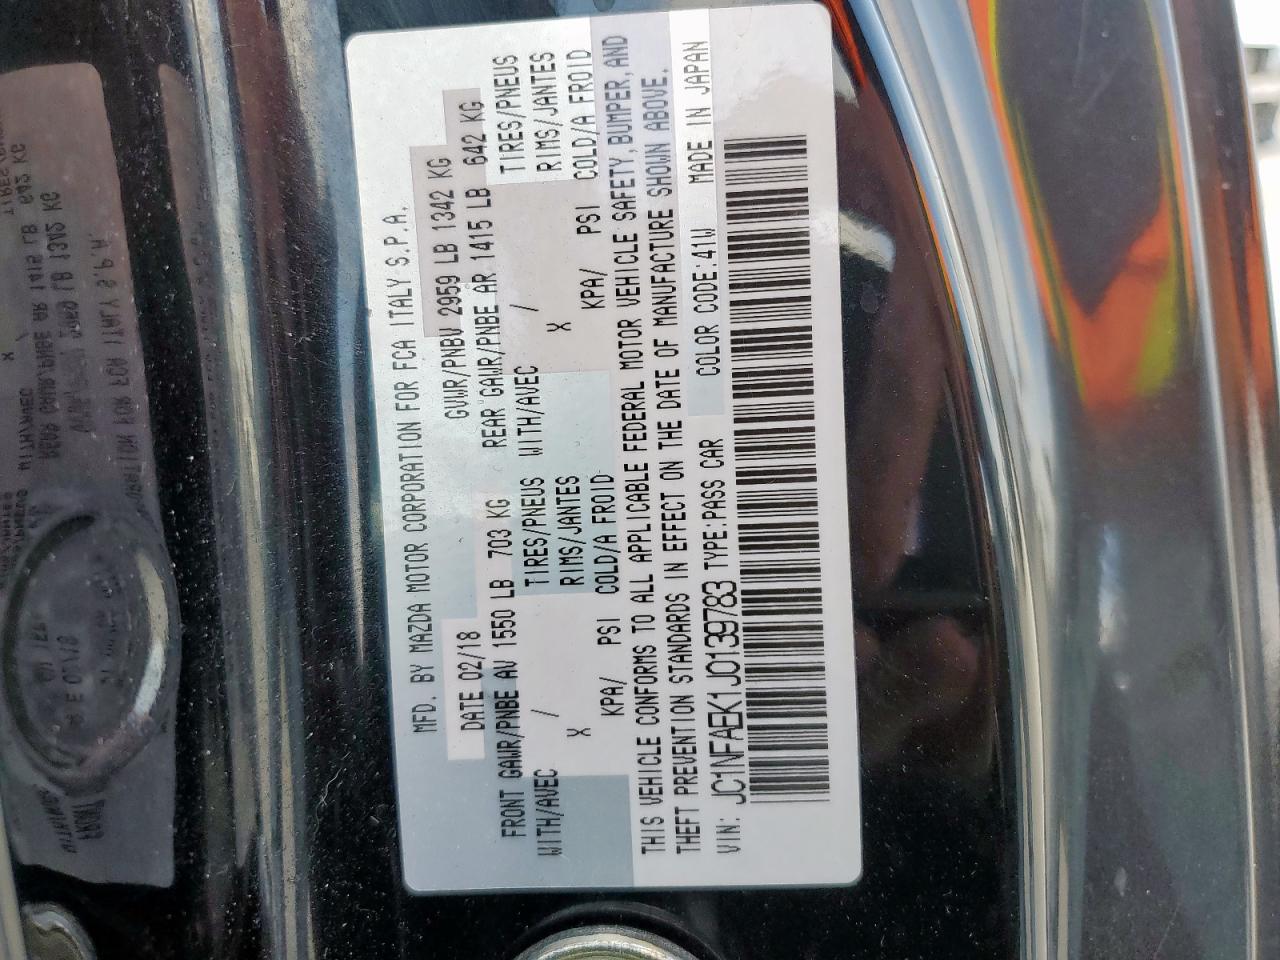 MFD. BY MAZDA MOTOR CORPORATION FOR FCA ITALY S.P.A.
DATE 02/18 GVWR/PNBV 2959 LB 1342 KG
FRONT GAWR/PNBE AV 1550 LB 703 KG REAR GAWR/PNBE AR 1415 LB 642 KG
WITH/AVEC / TIRES/PNEUS WITH/AVEC / TIRES/PNEUS
X RIMS/JANTES X RIMS/JANTES
KPA/ PSI COLD/A FROID KPA/ PSI COLD/A FROID
THIS VEHICLE CONFORMS TO ALL APPLICABLE FEDERAL MOTOR VEHICLE SAFETY, BUMPER, AND
THEFT PREVENTION STANDARDS IN EFFECT ON THE DATE OF MANUFACTURE SHOWN ABOVE.
VIN: JC1NFAEK1J0139783 TYPE:PASS CAR COLOR CODE:41W MADE IN JAPAN